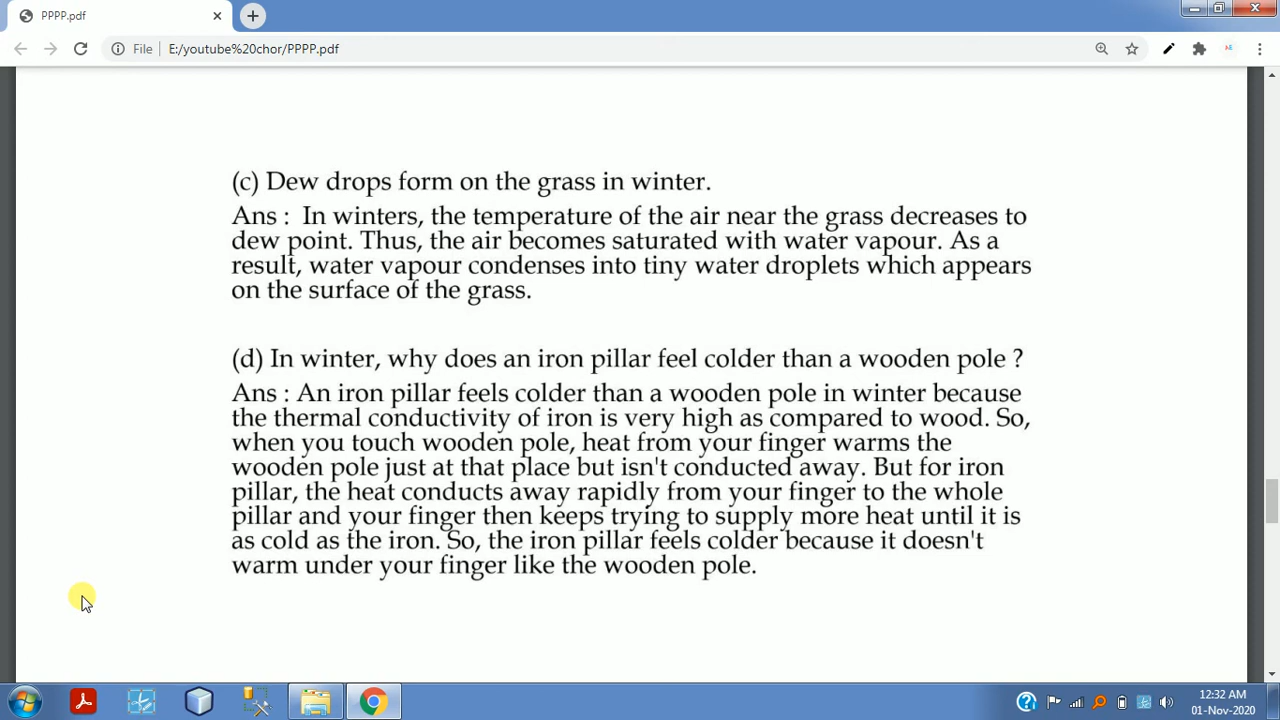 PPPP.pdf
File
E:/youtube%20chor/PPPP.pdf
(c) Dew drops form on the grass in winter.
Ans : In winters, the temperature of the air near the grass decreases to
dew point. Thus, the air becomes saturated with water vapour. As a
result, water vapour condenses into tiny water droplets which appears
on the surface of the grass.
(d) In winter, why does an iron pillar feel colder than a wooden pole ?
Ans : An iron pillar feels colder than a wooden pole in winter because
the thermal conductivity of iron is very high as compared to wood. So,
when you touch wooden pole, heat from your finger warms the
wooden pole just at that place but isn't conducted away. But for iron
pillar, the heat conducts away rapidly from your finger to the whole
pillar and your finger then keeps trying to supply more heat until it is
as cold as the iron. So, the iron pillar feels colder because it doesn't
warm under your finger like the wooden pole.
12:32 AM
01-Nov-2020